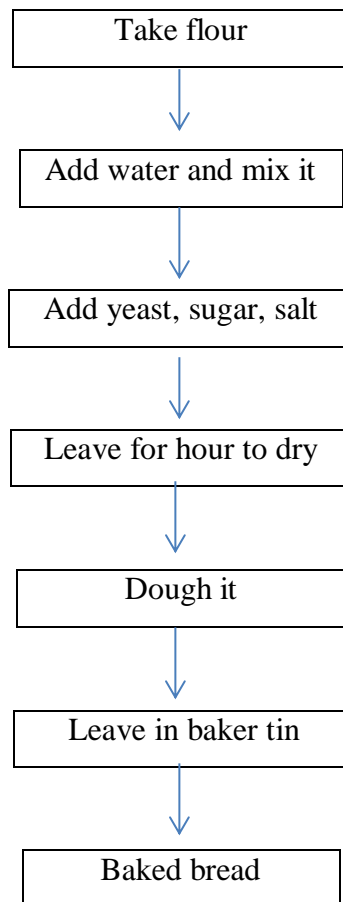 Take flour
Add water and mix it
Add yeast, sugar, salt
Leave for hour to dry
Dough it
Leave in baker tin
Baked bread